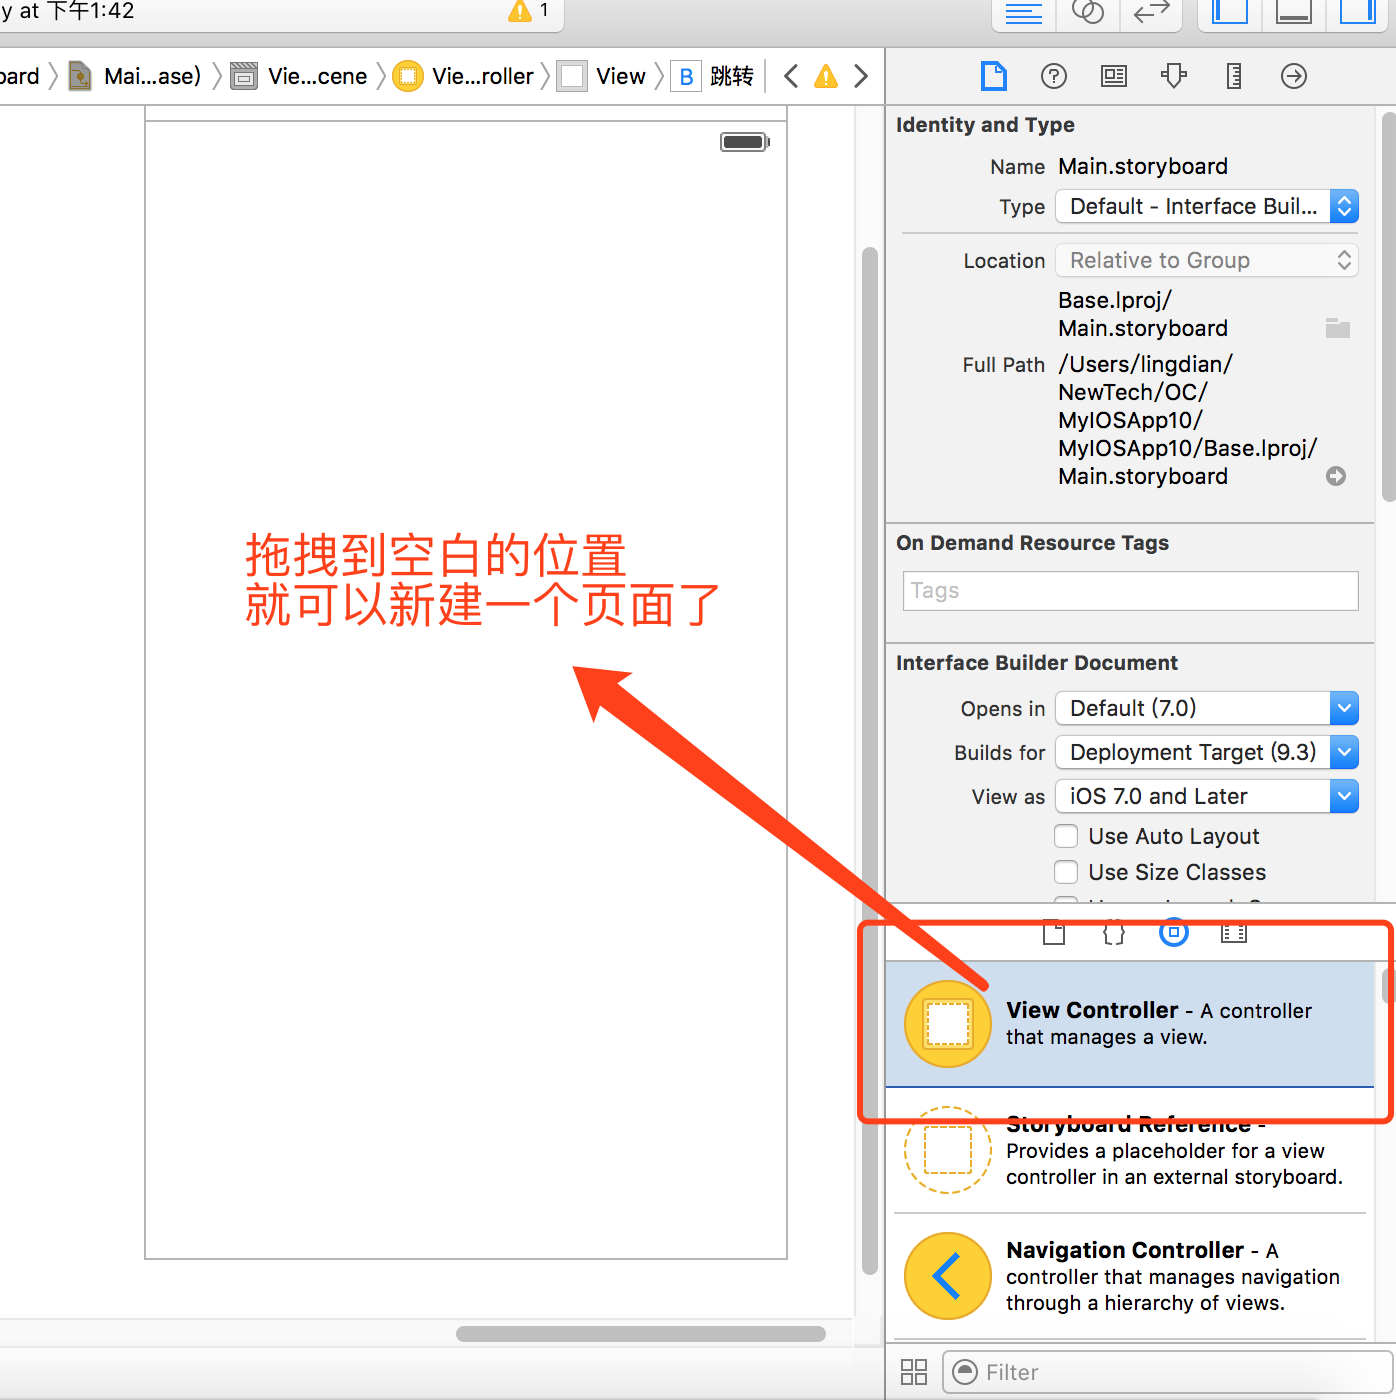 y at 下午1:42
1
oard
Mai...ase)
Vie...cene
Vie...roller
View
B 跳转
Identity and Type
Name Main.storyboard
Type Default - Interface Buil...
Location Relative to Group
Base.lproj/
Main.storyboard
Full Path /Users/lingdian/
NewTech/OC/
MyIOSApp10/
MyIOSApp10/Base.lproj/
Main.storyboard
On Demand Resource Tags
Tags
Interface Builder Document
Opens in Default (7.0)
Builds for Deployment Target (9.3)
View as iOS 7.0 and Later
Use Auto Layout
Use Size Classes
拖拽到空白的位置
就可以新建一个页面了
View Controller - A controller
that manages a view.
Storyboard Reference -
Provides a placeholder for a view
controller in an external storyboard.
Navigation Controller - A
controller that manages navigation
through a hierarchy of views.
Filter